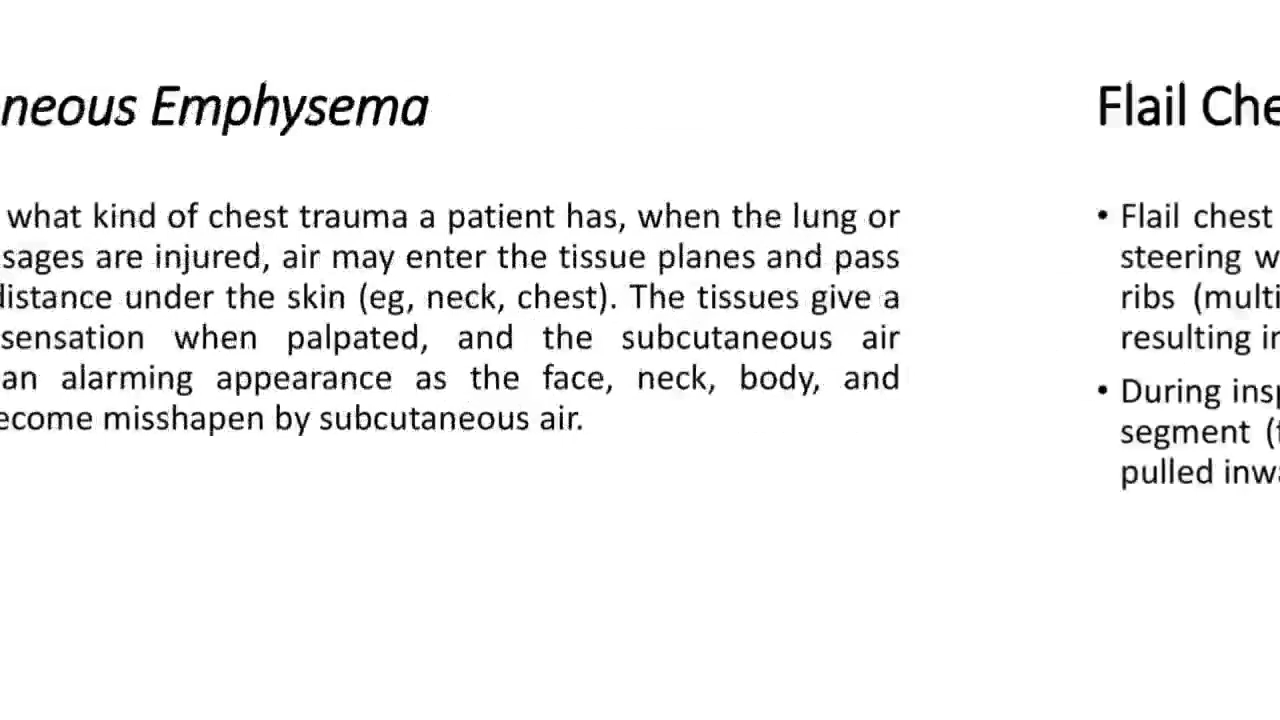 neous Emphysema
what kind of chest trauma a patient has, when the lung or
sages are injured, air may enter the tissue planes and pass
distance under the skin (eg, neck, chest). The tissues give a
sensation when palpated, and the subcutaneous air
an alarming appearance as the face, neck, body, and
ecome misshapen by subcutaneous air.
Flail Che
• Flail chest
steering w
ribs (multi
resulting in
• During insp
segment (
pulled inwa